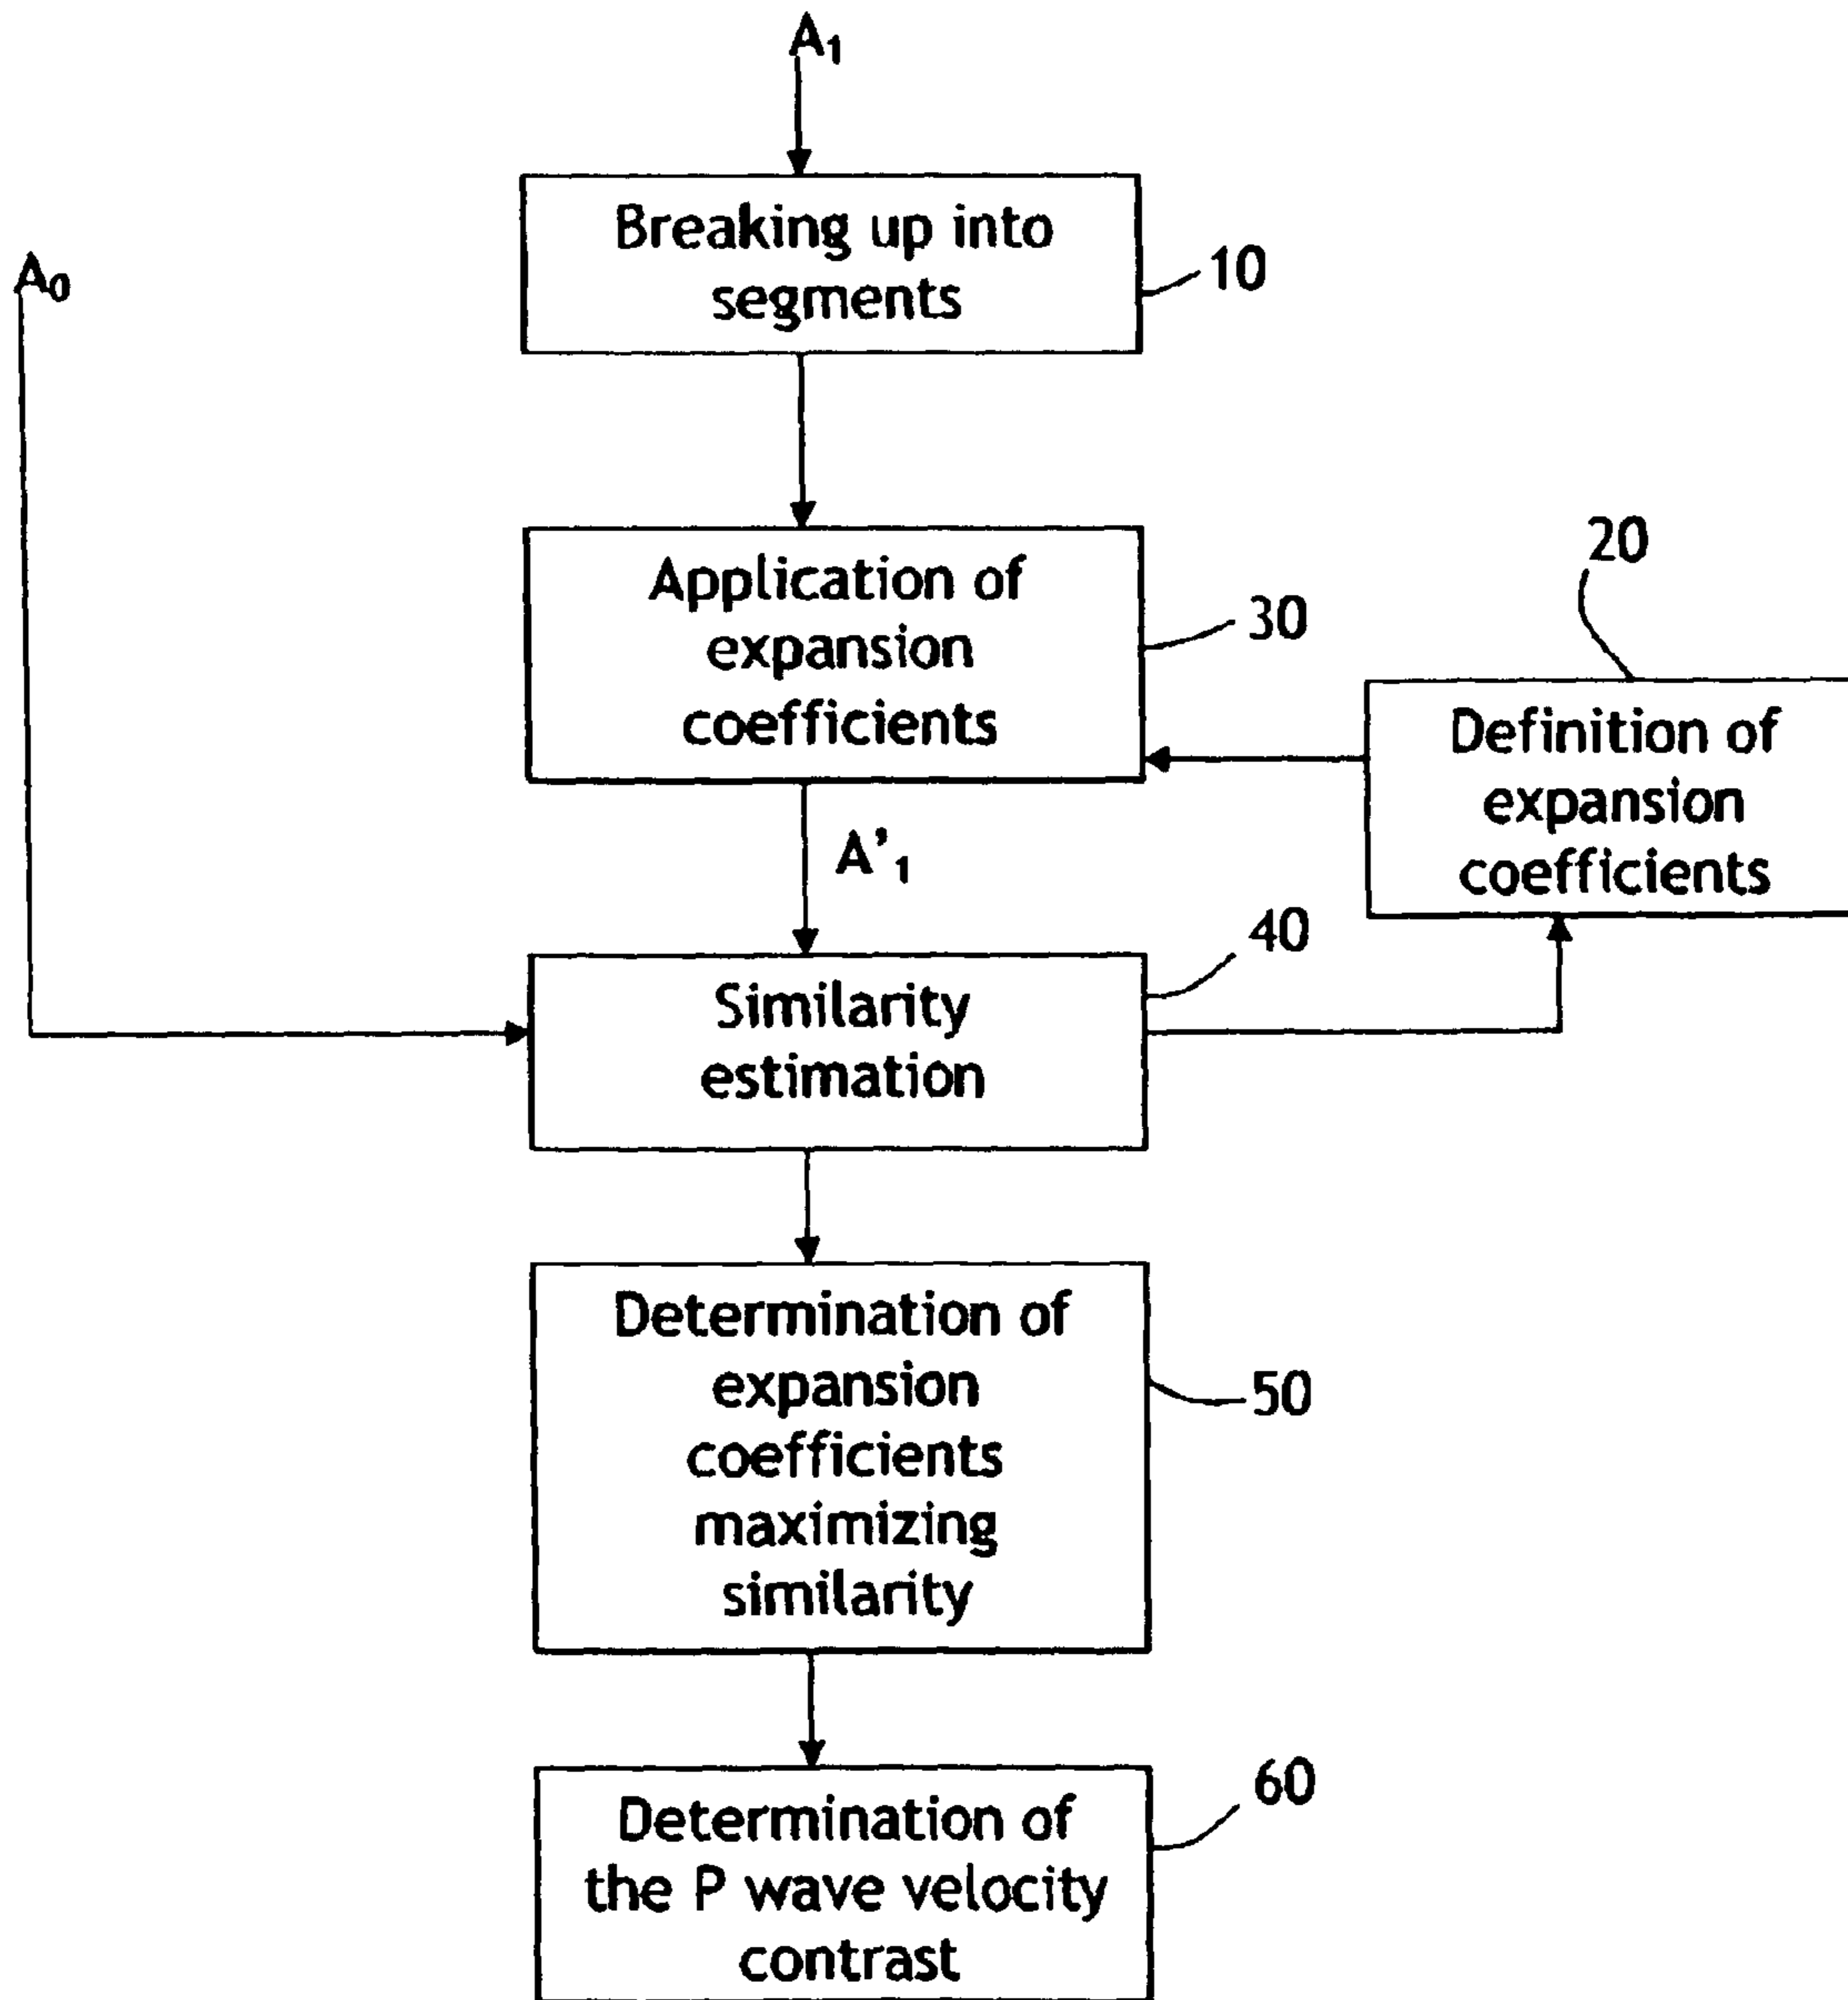 A₁
Breaking up into
segments
10
A₀
Application of
expansion
coefficients
30
20
Definition of
expansion
coefficients
A'₁
40
Similarity
estimation
Determination of
expansion
coefficients
maximizing
similarity
50
Determination of
the P wave velocity
contrast
60